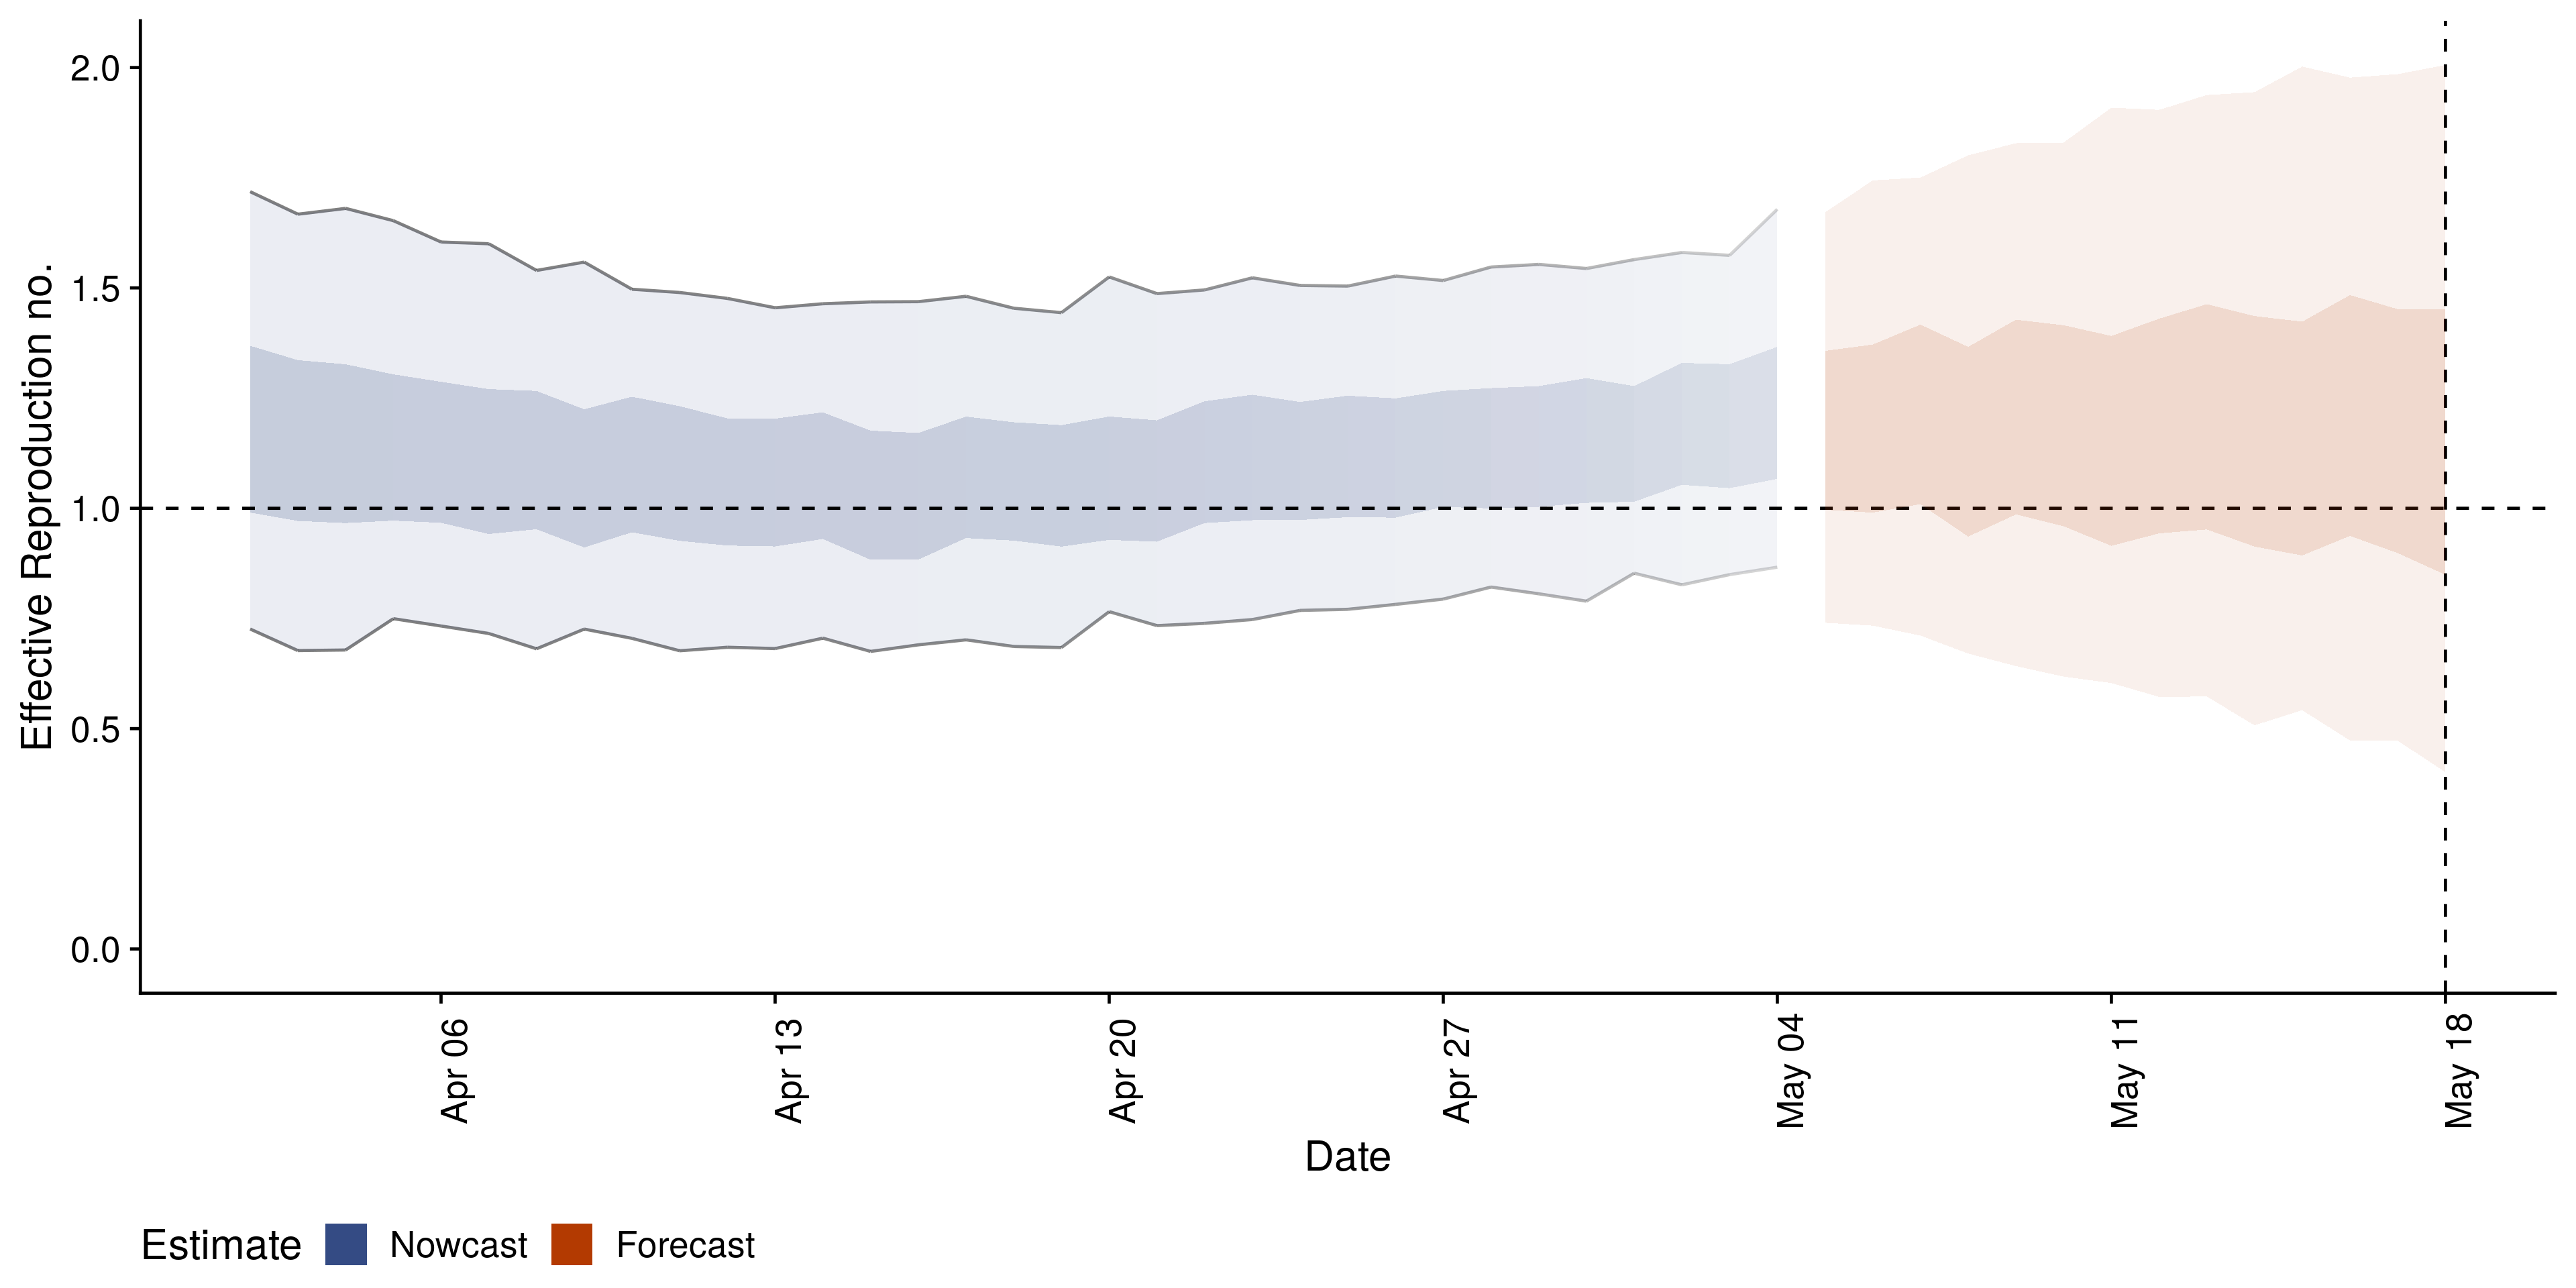 Effective Reproduction no.
2.0
1.5
1.0
0.5
0.0
Apr 06
Apr 13
Apr 20
Apr 27
May 04
May 11
May 18
Date
Estimate Nowcast Forecast